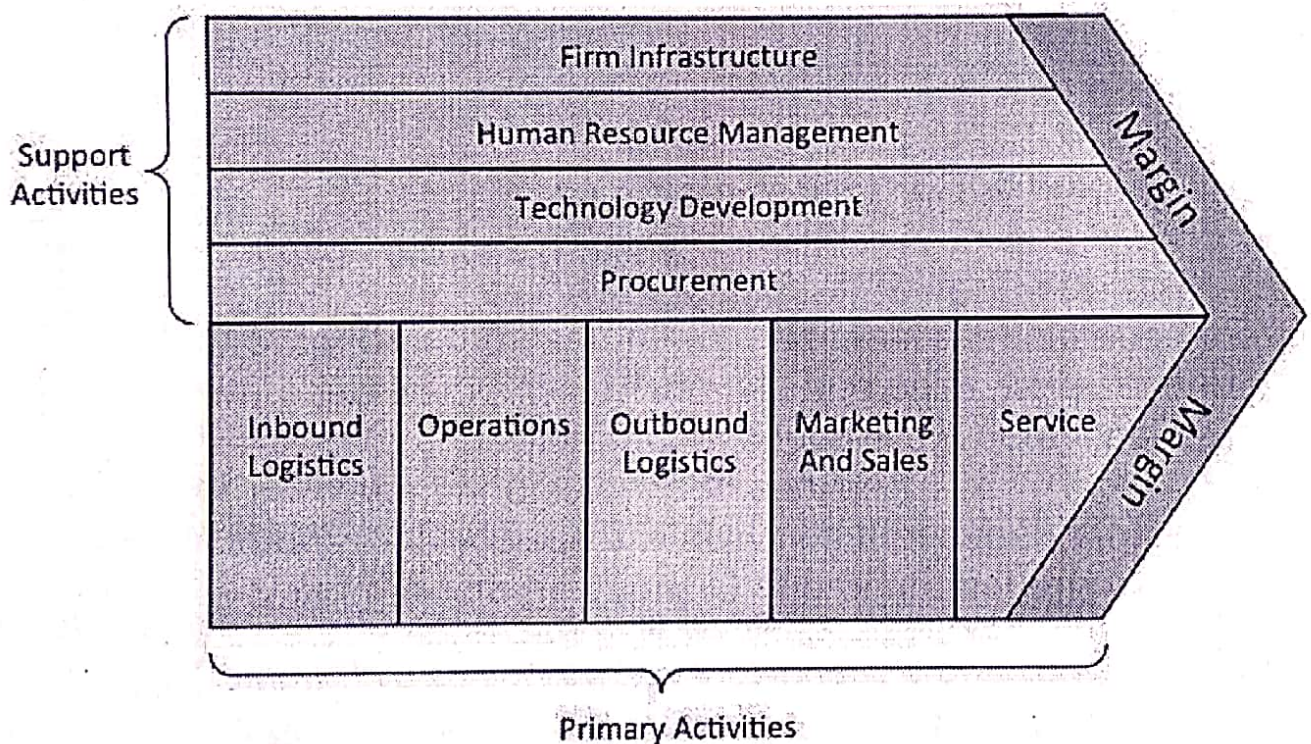 Firm Infrastructure
Human Resource Management
Technology Development
Procurement
Support
Activities
Margin
Inbound
Logistics
Operations
Outbound
Logistics
Marketing
And Sales
Service
Margin
Primary Activities